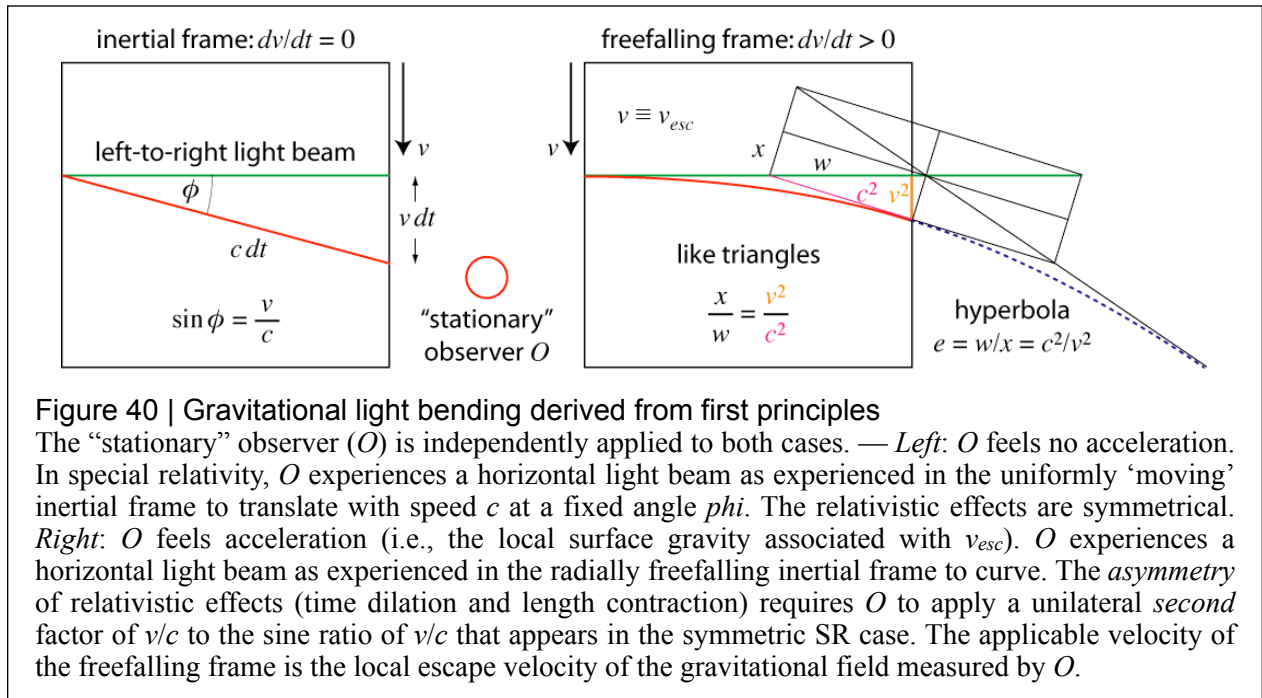 inertial frame: dv/dt = 0
freefalling frame: dv/dt > 0
v ≡ v_esc
left-to-right light beam
v
v
x
w
ϕ
v dt
c² v²
c dt
like triangles
sin ϕ = v/c
"stationary"
observer O
x/w = v²/c²
hyperbola
e = w/x = c²/v²
Figure 40 | Gravitational light bending derived from first principles
The “stationary” observer (O) is independently applied to both cases. — Left: O feels no acceleration.
In special relativity, O experiences a horizontal light beam as experienced in the uniformly ‘moving’
inertial frame to translate with speed c at a fixed angle phi. The relativistic effects are symmetrical.
Right: O feels acceleration (i.e., the local surface gravity associated with v_esc). O experiences a
horizontal light beam as experienced in the radially freefalling inertial frame to curve. The asymmetry
of relativistic effects (time dilation and length contraction) requires O to apply a unilateral second
factor of v/c to the sine ratio of v/c that appears in the symmetric SR case. The applicable velocity of
the freefalling frame is the local escape velocity of the gravitational field measured by O.